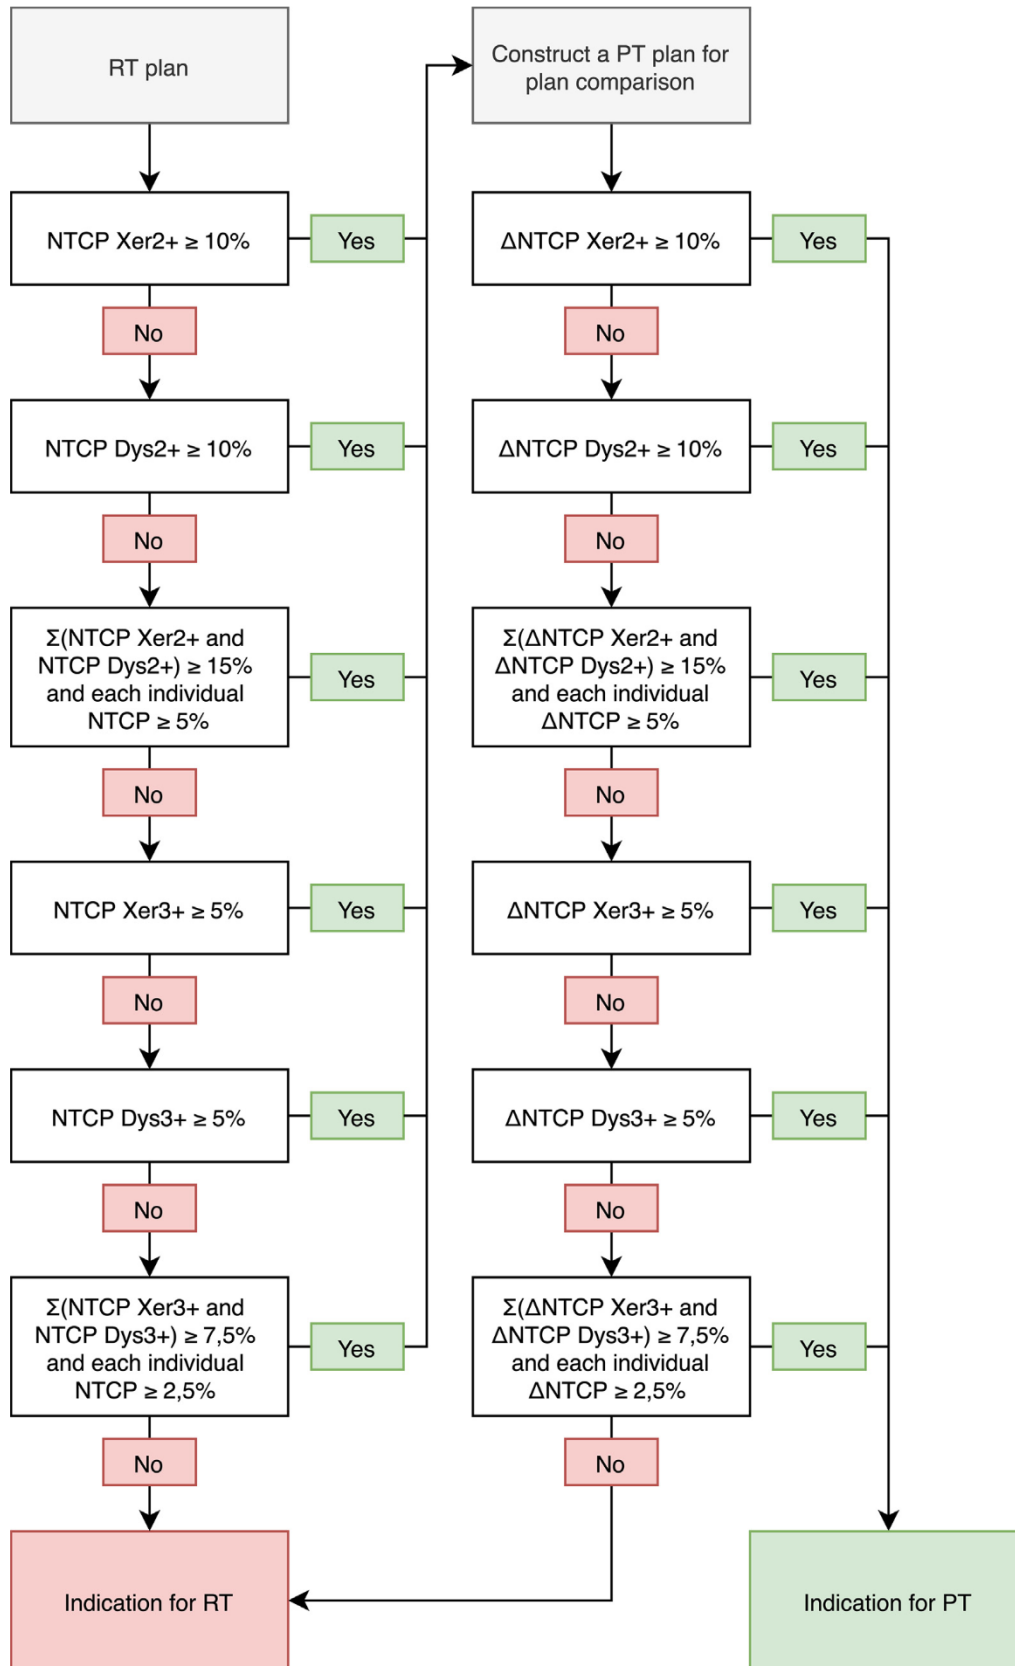 RT plan
NTCP Xer2+ ≥ 10%
Yes
No
NTCP Dys2+ ≥ 10%
Yes
No
Σ(NTCP Xer2+ and
NTCP Dys2+) ≥ 15%
and each individual
NTCP ≥ 5%
Yes
No
NTCP Xer3+ ≥ 5%
Yes
No
NTCP Dys3+ ≥ 5%
Yes
No
Σ(NTCP Xer3+ and
NTCP Dys3+) ≥ 7,5%
and each individual
NTCP ≥ 2,5%
Yes
No
Indication for RT
Construct a PT plan for
plan comparison
ΔNTCP Xer2+ ≥ 10%
Yes
No
ΔNTCP Dys2+ ≥ 10%
Yes
No
Σ(ΔNTCP Xer2+ and
ΔNTCP Dys2+) ≥ 15%
and each individual
ΔNTCP ≥ 5%
Yes
No
ΔNTCP Xer3+ ≥ 5%
Yes
No
ΔNTCP Dys3+ ≥ 5%
Yes
No
Σ(ΔNTCP Xer3+ and
ΔNTCP Dys3+) ≥ 7,5%
and each individual
ΔNTCP ≥ 2,5%
Yes
No
Indication for PT